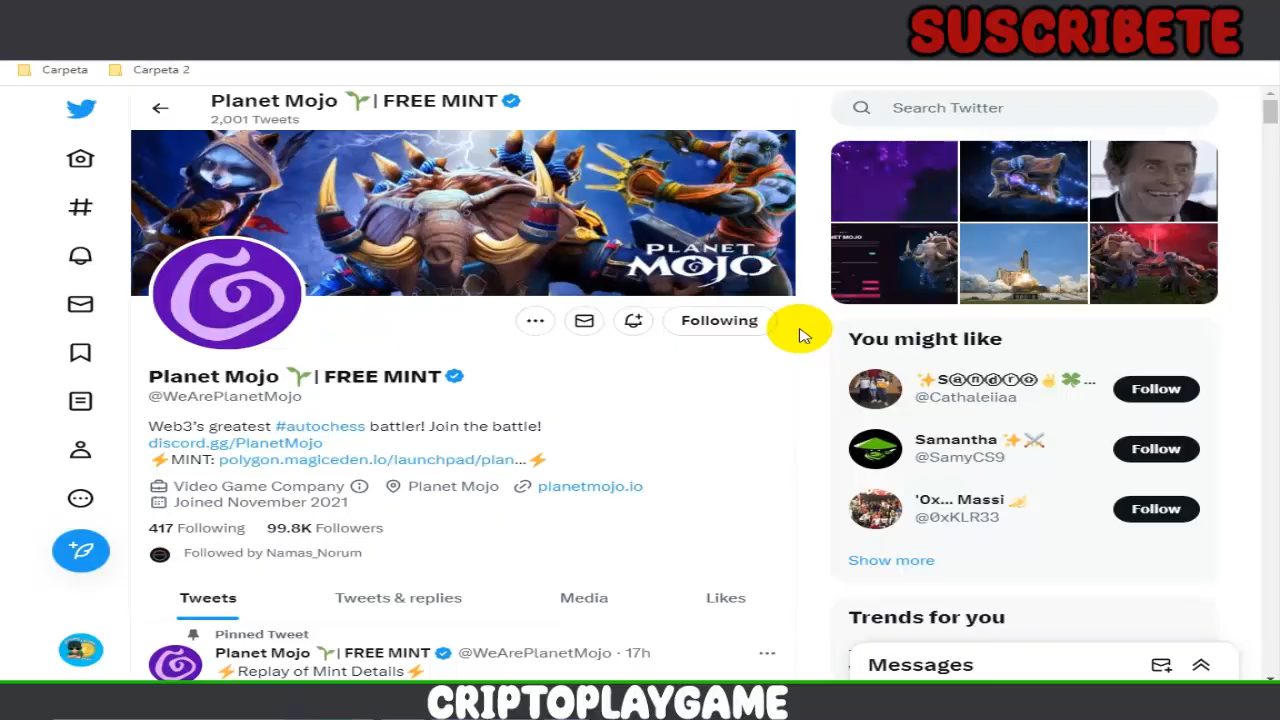 SUSCRIBETE
Carpeta Carpeta 2
Planet Mojo 🌱| FREE MINT
2,001 Tweets
Search Twitter
PLANET
MOJO
Following
You might like
Planet Mojo 🌱| FREE MINT
@WeArePlanetMojo
Web3's greatest #autochess battler! Join the battle!
discord.gg/PlanetMojo
⚡MINT: polygon.magiceden.io/launchpad/plan...⚡
Video Game Company Planet Mojo planetmojo.io
Joined November 2021
417 Following 99.8K Followers
Followed by Namas_Norum
✨sⓐⓝⓓⓡⓞ✌🍀...
@Cathaleiiaa
Follow
Samantha ✨⚔️
@SamyCS9
Follow
'0x... Massi
@0xKLR33
Follow
Show more
Tweets Tweets & replies Media Likes
Trends for you
Pinned Tweet
Planet Mojo 🌱| FREE MINT @WeArePlanetMojo · 17h
⚡Replay of Mint Details⚡
Messages
CRIPTOPLAYGAME